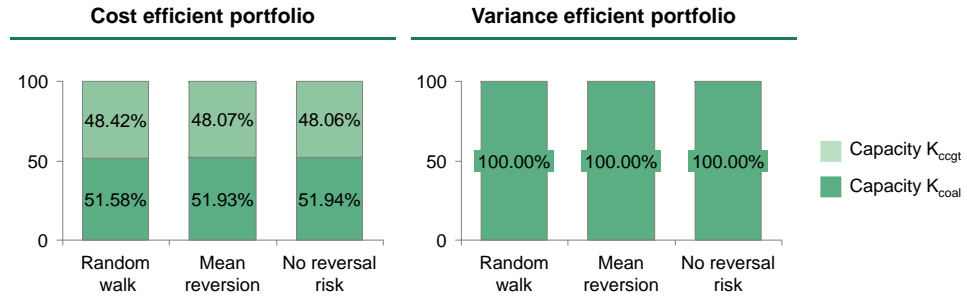 Cost efficient portfolio
100
50
0
48.42%
48.07%
48.06%
51.58%
51.93%
51.94%
Random walk
Mean reversion
No reversal risk
Variance efficient portfolio
100
50
0
100.00%
100.00%
100.00%
Random walk
Mean reversion
No reversal risk
Capacity Kccgt
Capacity Kcoal